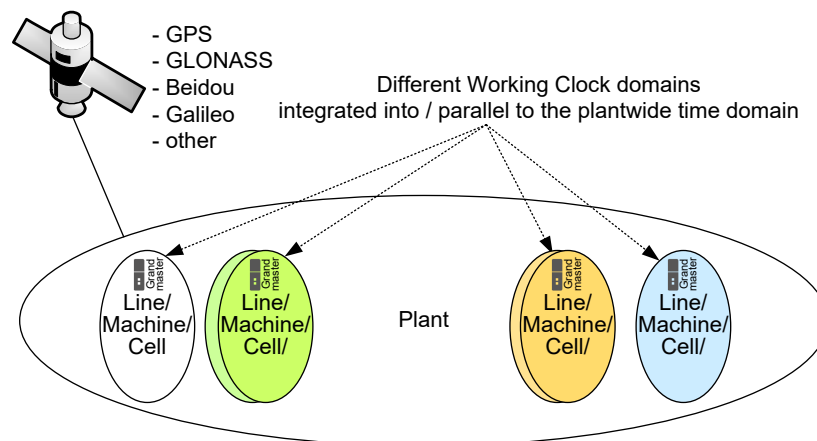 - GPS
- GLONASS
- Beidou
- Galileo
- other
Different Working Clock domains
integrated into / parallel to the plantwide time domain
Grand
master
Line/
Machine/
Cell
Grand
master
Line/
Machine/
Cell/
Plant
Grand
master
Line/
Machine/
Cell/
Grand
master
Line/
Machine/
Cell/